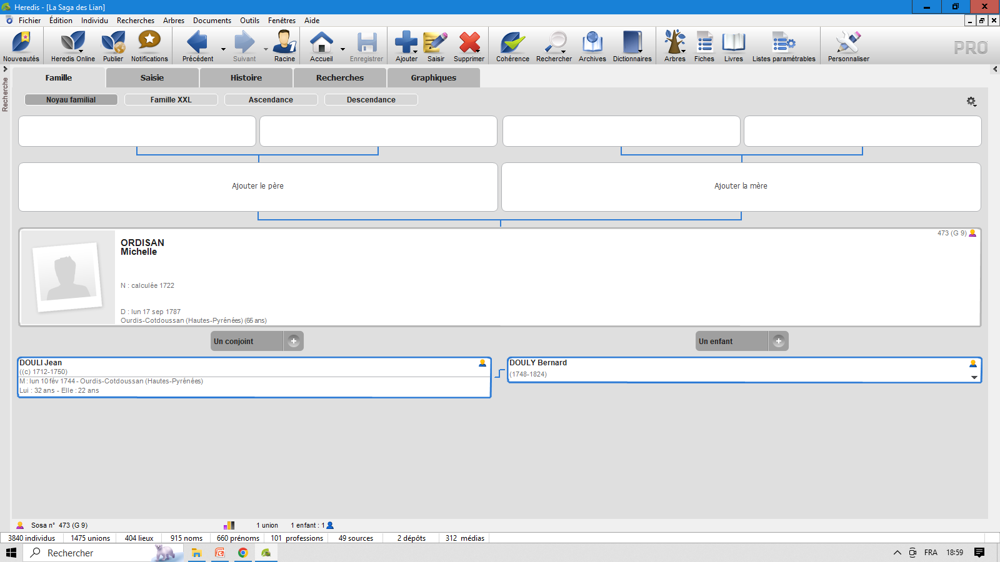 Heredis - [La Saga des Lian]
Fichier Édition Individu Recherches Arbres Documents Outils Fenêtres Aide
Nouveautés Heredis Online Publier Notifications Précédent Suivant Racine Accueil Enregistrer Ajouter Saisir Supprimer Cohérence Rechercher Archives Dictionnaires Arbres Fiches Livres Listes paramétrables Personnaliser PRO
Recherche
Famille Saisie Histoire Recherches Graphiques
Noyau familial Famille XXL Ascendance Descendance
Ajouter le père Ajouter la mère
473 (G 9)
ORDISAN
Michelle
N : calculée 1722
D : lun 17 sep 1787
Ourdis-Cotdoussan (Hautes-Pyrénées) (65 ans)
Un conjoint + Un enfant +
DOULI Jean
((c) 1712-1750)
M : lun 10 fév 1744 - Ourdis-Cotdoussan (Hautes-Pyrénées)
Lui : 32 ans - Elle : 22 ans
DOULY Bernard
(1748-1824)
Sosa n° 473 (G 9) 1 union 1 enfant : 1
3840 individus 1475 unions 404 lieux 915 noms 660 prénoms 101 professions 49 sources 2 dépôts 312 médias
Rechercher FRA 18:59